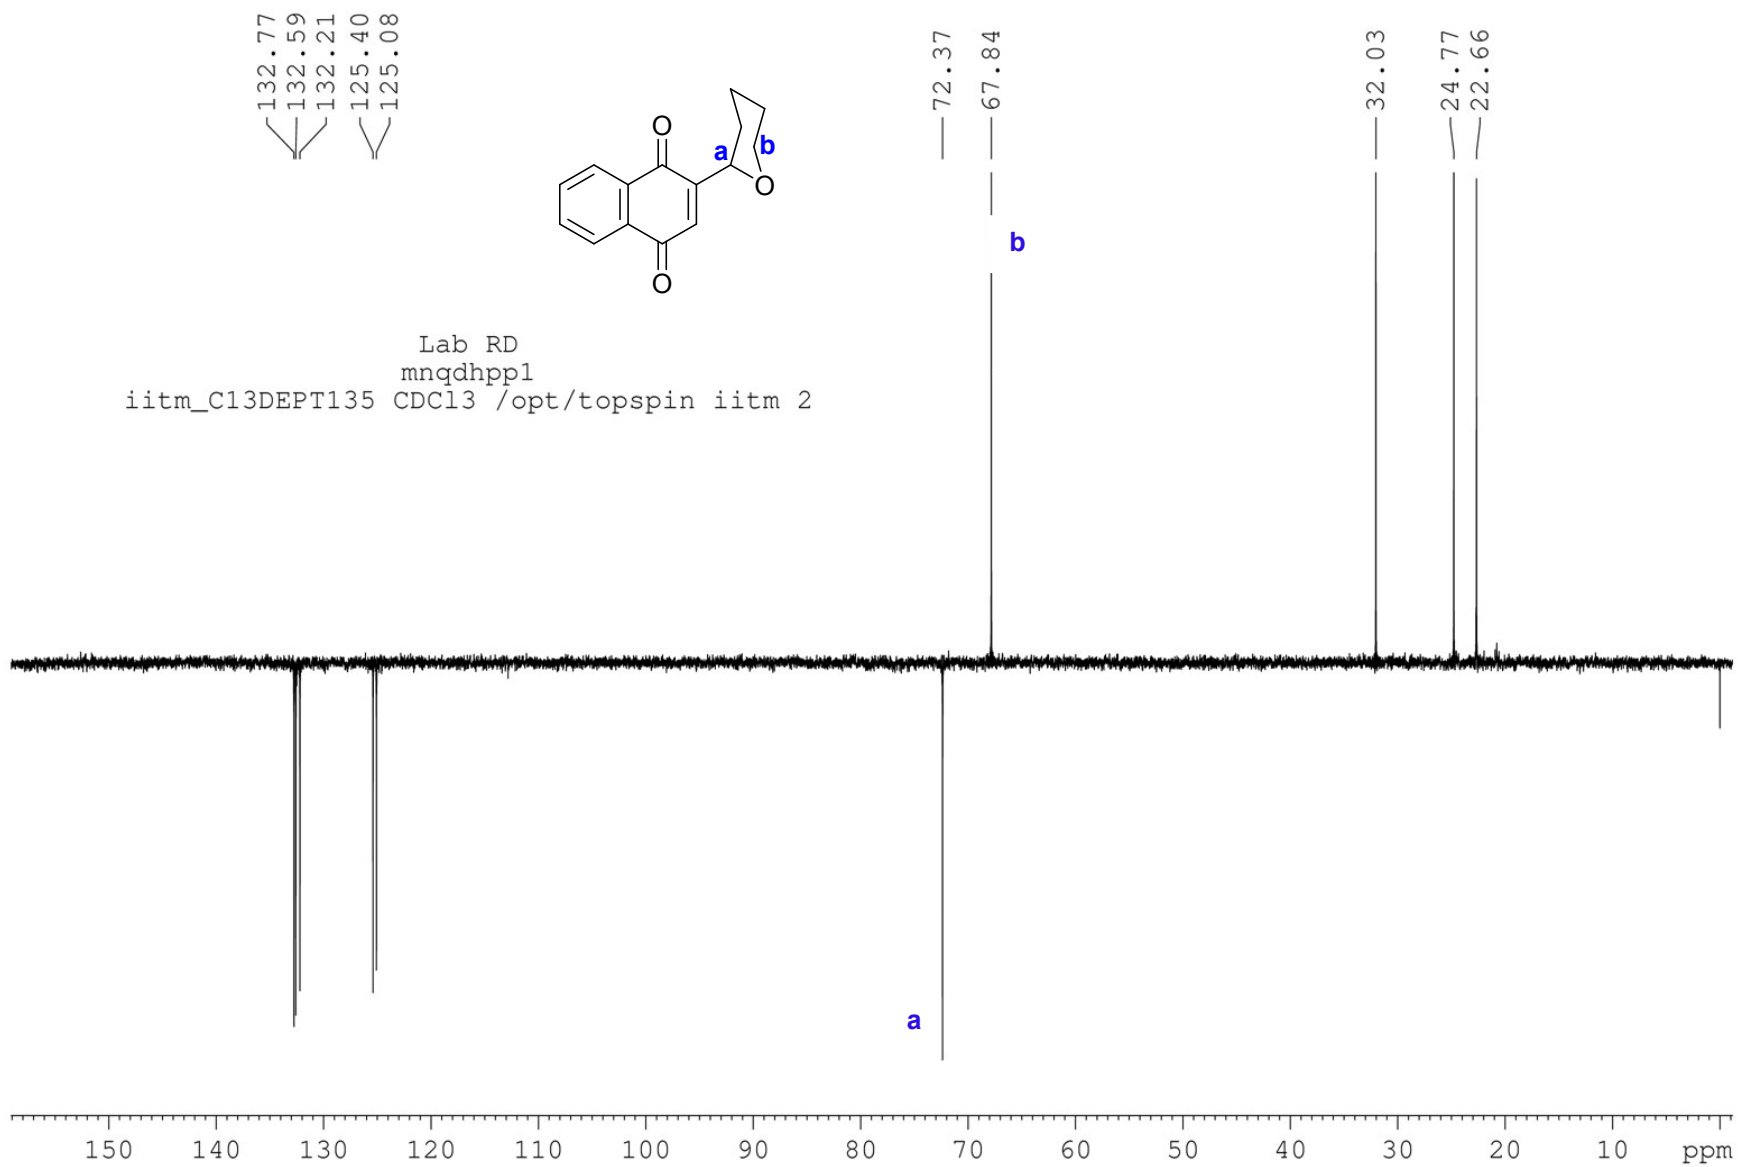 132.77
132.59
132.21
125.40
125.08
72.37
67.84
32.03
24.77
22.66
O
a
b
O
O
b
Lab RD
mnqdhpp1
iitm_C13DEPT135 CDCl3 /opt/topspin iitm 2
a
150 140 130 120 110 100 90 80 70 60 50 40 30 20 10 ppm